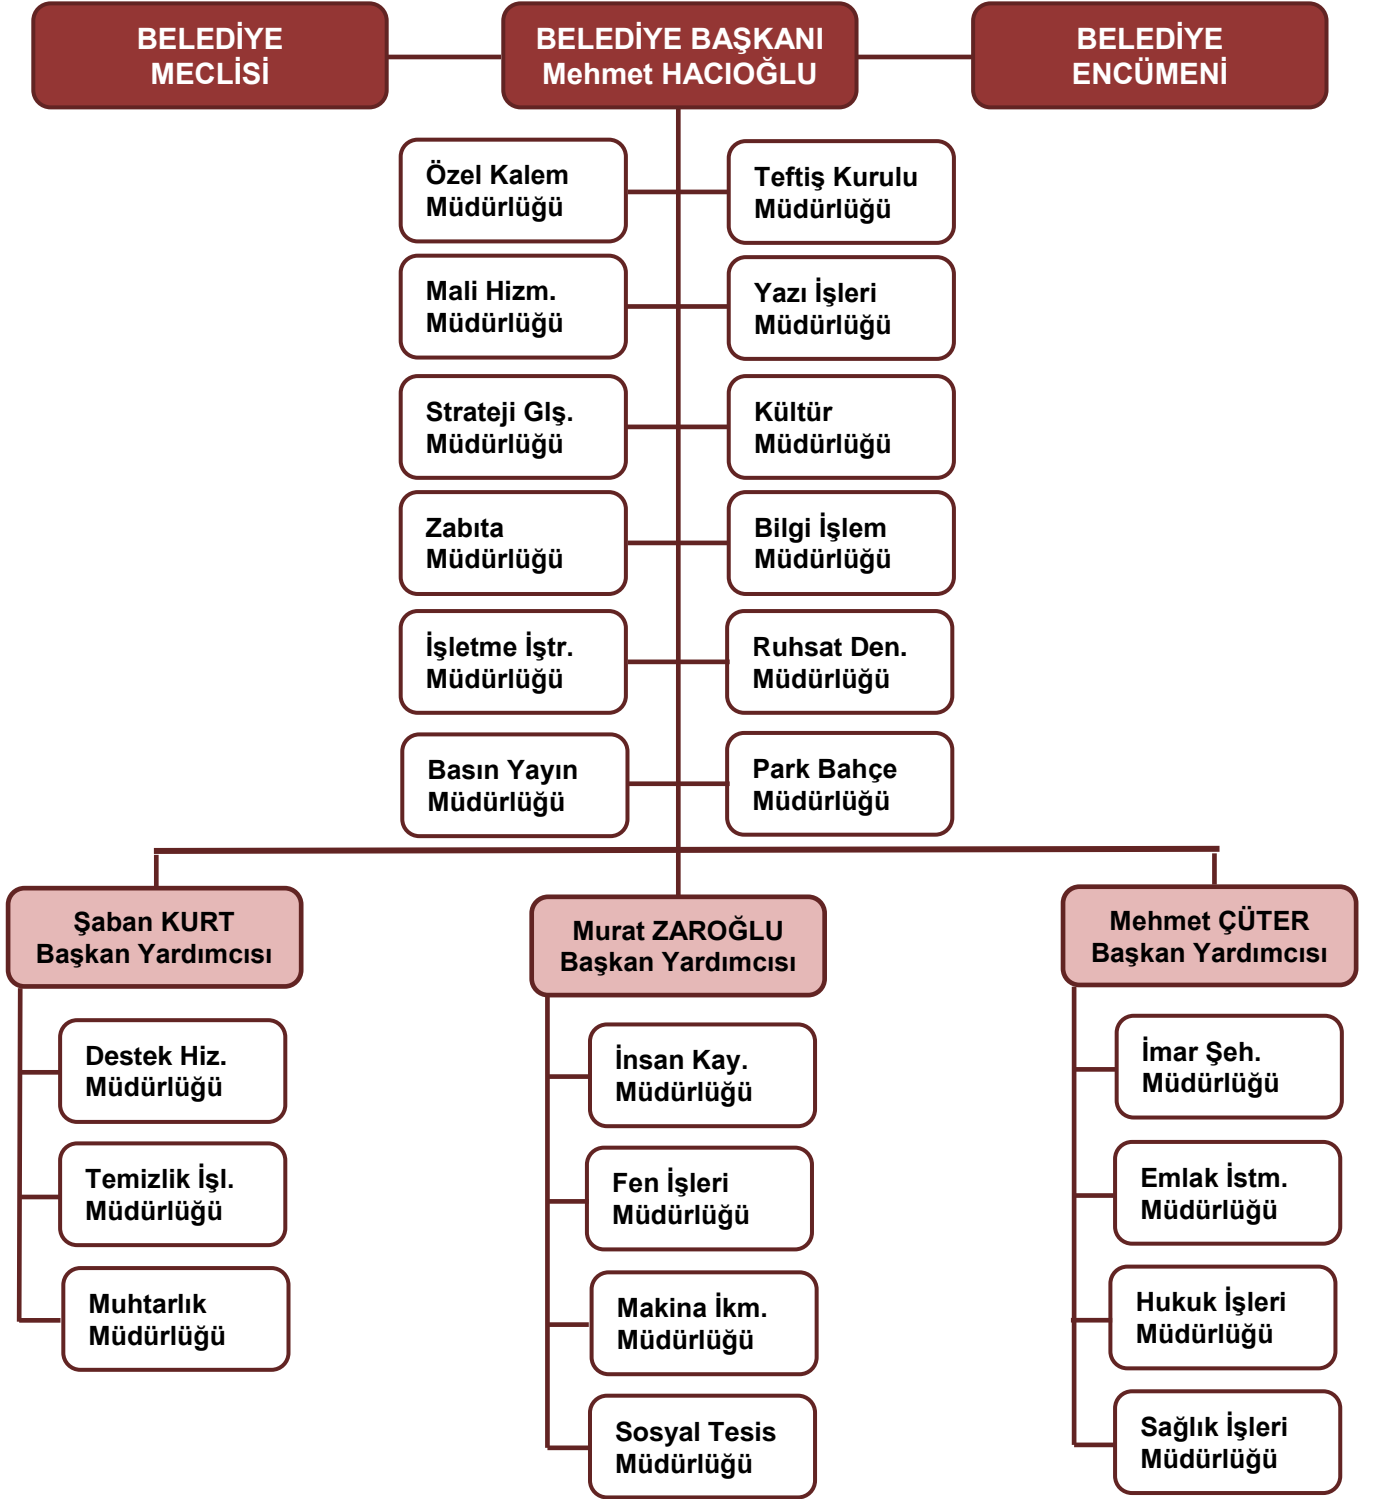 BELEDİYE
MECLİSİ
BELEDİYE BAŞKANI
Mehmet HACIOĞLU
BELEDİYE
ENCÜMENİ
Özel Kalem
Müdürlüğü
Teftiş Kurulu
Müdürlüğü
Mali Hizm.
Müdürlüğü
Yazı İşleri
Müdürlüğü
Strateji Glş.
Müdürlüğü
Kültür
Müdürlüğü
Zabıta
Müdürlüğü
Bilgi İşlem
Müdürlüğü
İşletme İştr.
Müdürlüğü
Ruhsat Den.
Müdürlüğü
Basın Yayın
Müdürlüğü
Park Bahçe
Müdürlüğü
Şaban KURT
Başkan Yardımcısı
Destek Hiz.
Müdürlüğü
Temizlik İşl.
Müdürlüğü
Muhtarlık
Müdürlüğü
Murat ZAROĞLU
Başkan Yardımcısı
İnsan Kay.
Müdürlüğü
Fen İşleri
Müdürlüğü
Makina İkm.
Müdürlüğü
Sosyal Tesis
Müdürlüğü
Mehmet ÇÜTER
Başkan Yardımcısı
İmar Şeh.
Müdürlüğü
Emlak İstm.
Müdürlüğü
Hukuk İşleri
Müdürlüğü
Sağlık İşleri
Müdürlüğü